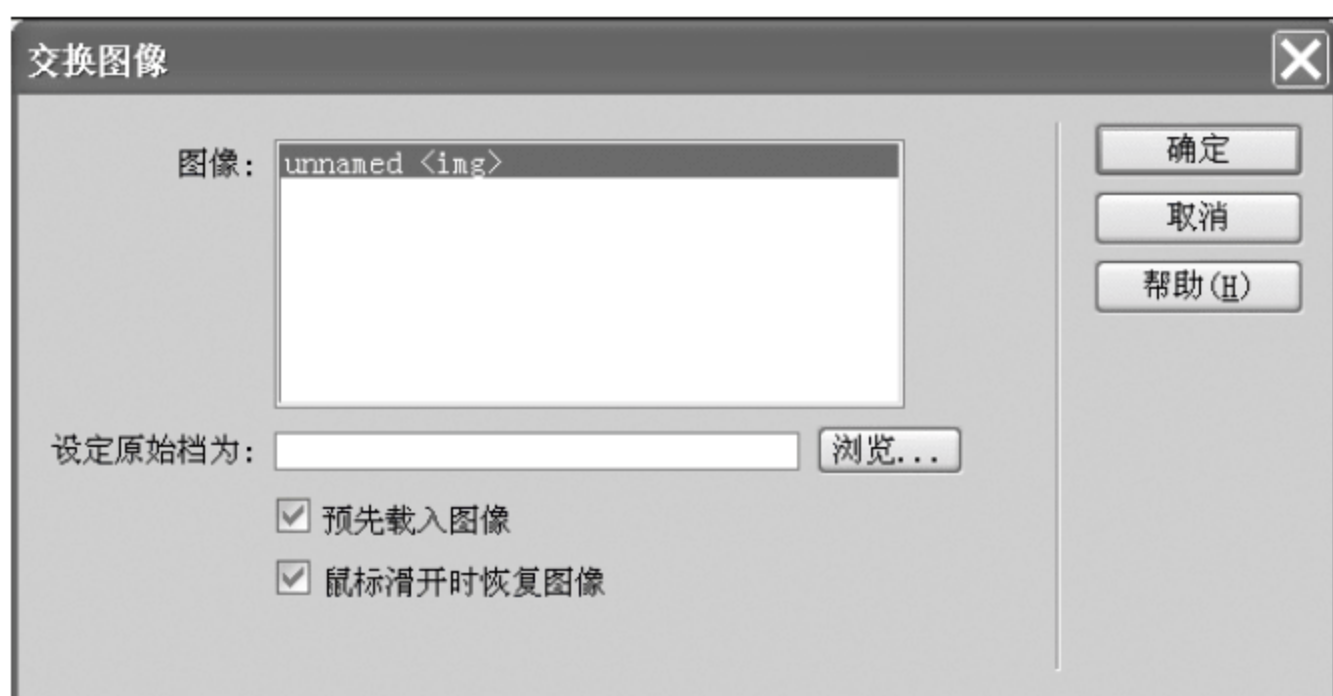 交换图像
图像: unnamed <img>
确定
取消
帮助(H)
设定原始档为: 浏览...
预先载入图像
鼠标滑开时恢复图像